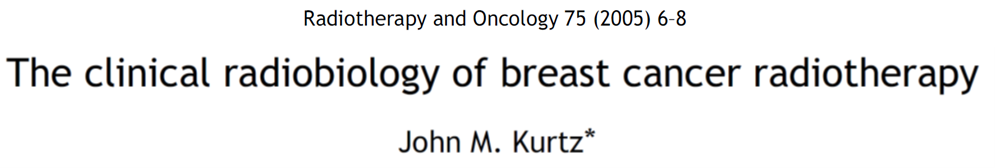 Radiotherapy and Oncology 75 (2005) 6–8
The clinical radiobiology of breast cancer radiotherapy
John M. Kurtz*